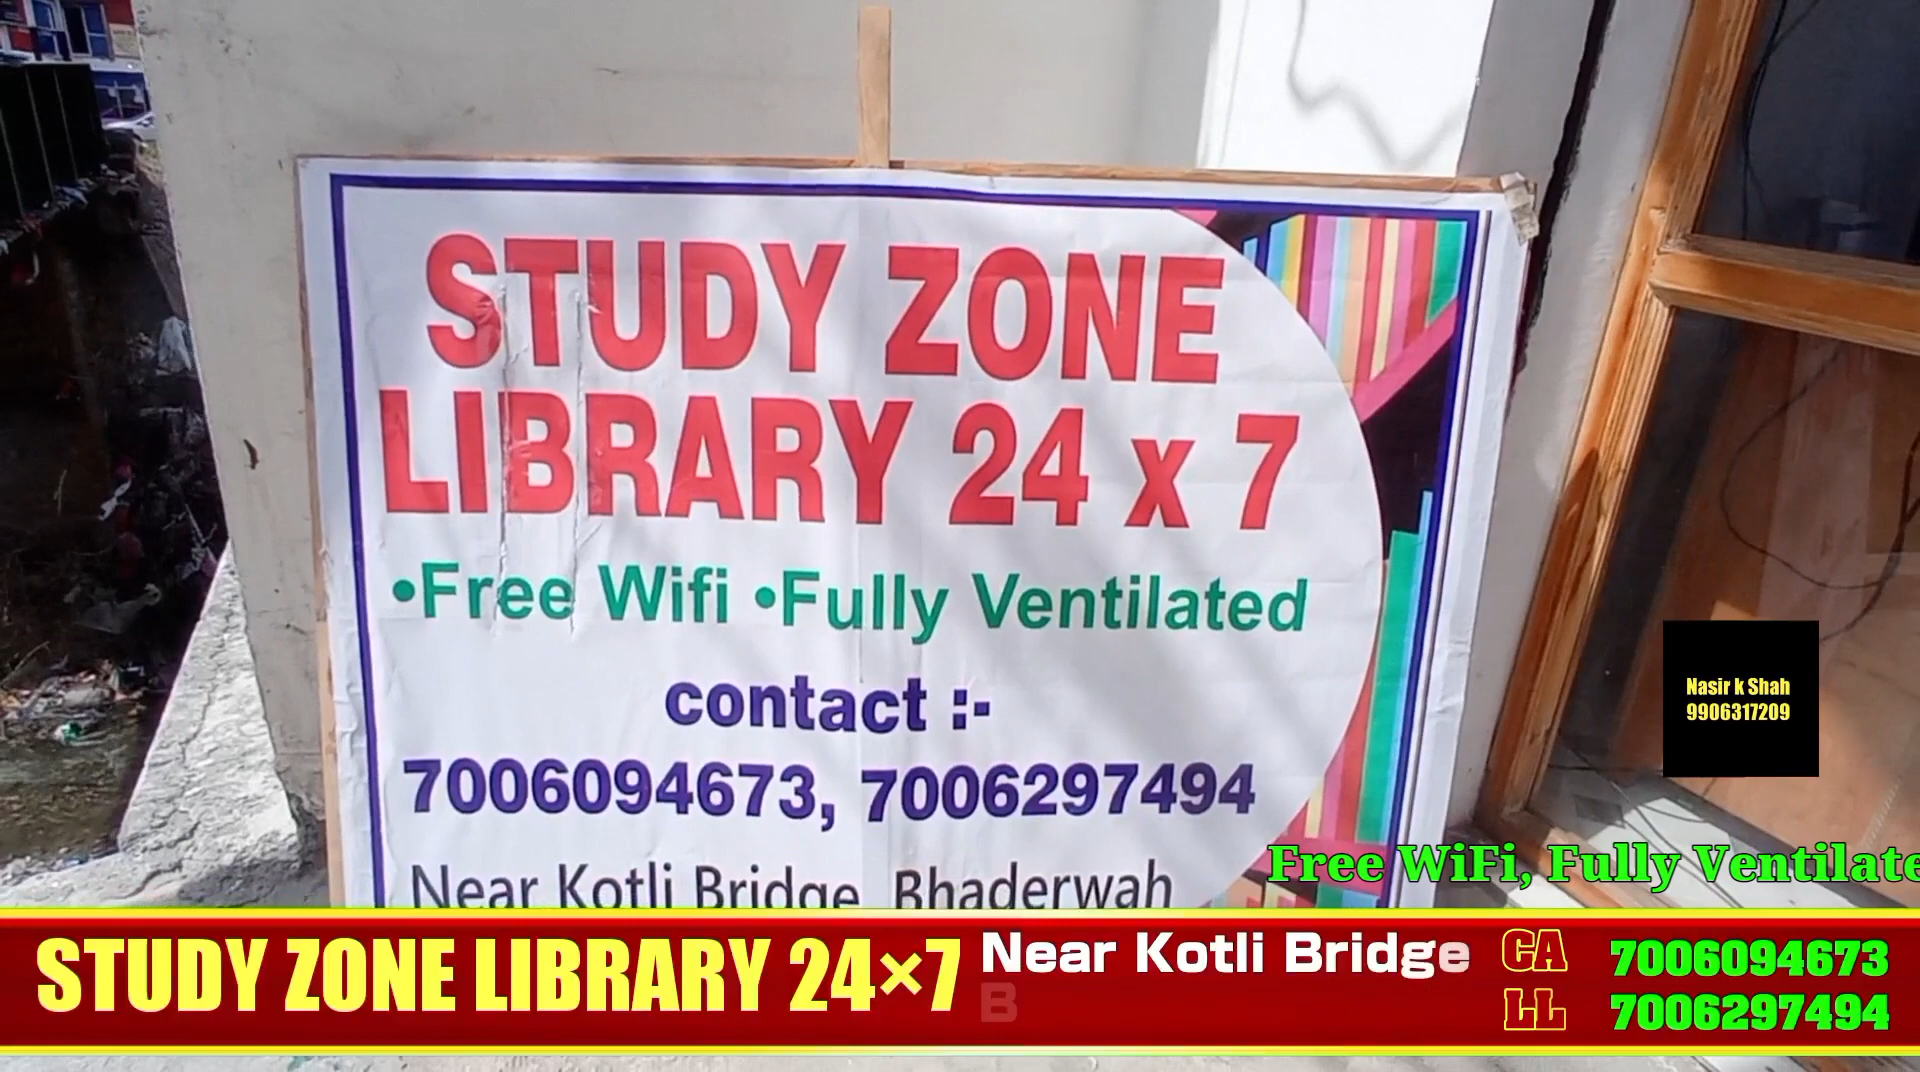 STUDY ZONE
LIBRARY 24 x 7
•Free Wifi •Fully Ventilated
contact :-
7006094673, 7006297494
Near Kotli Bridge, Bhaderwah
Nasir k Shah
9906317209
Free WiFi, Fully Ventilate
STUDY ZONE LIBRARY 24×7
Near Kotli Bridge
B
CA
LL
7006094673
7006297494